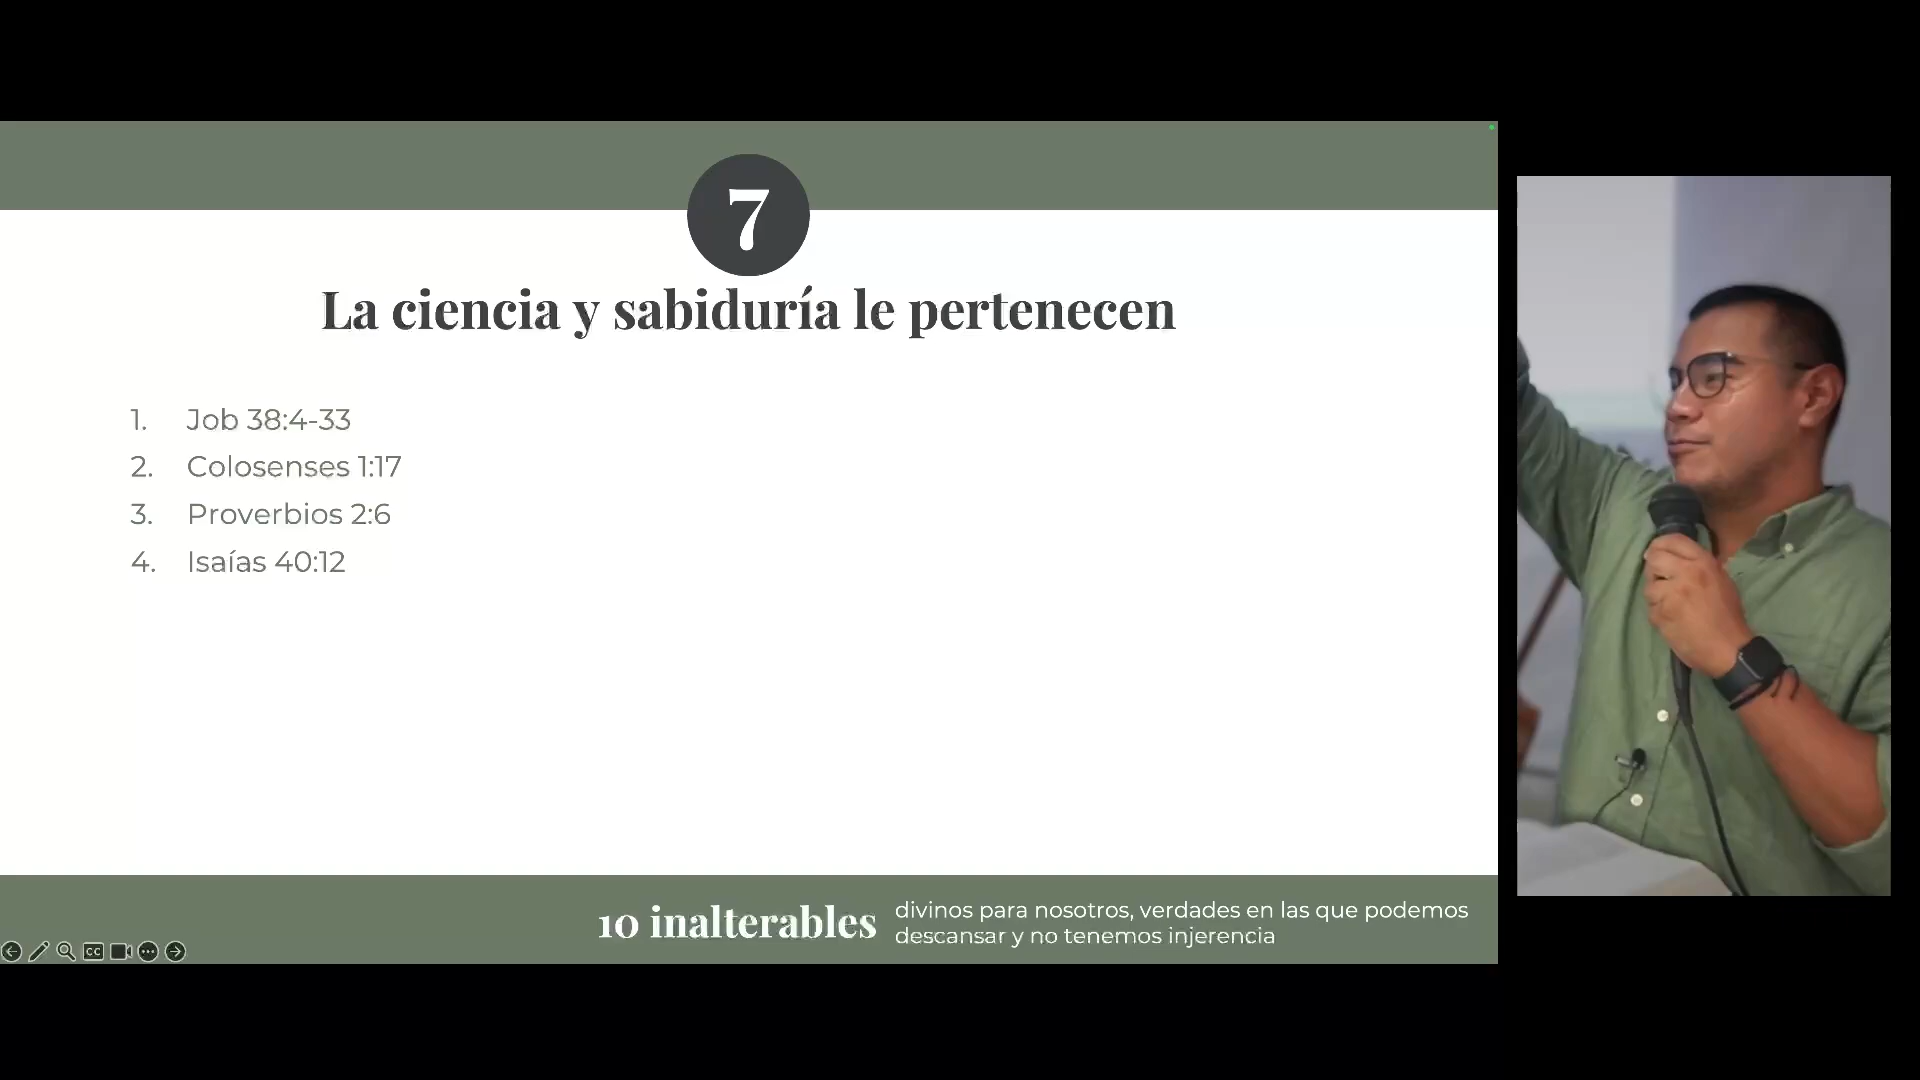 7
La ciencia y sabiduría le pertenecen
1. Job 38:4-33
2. Colosenses 1:17
3. Proverbios 2:6
4. Isaías 40:12
10 inalterables
divinos para nosotros, verdades en las que podemos
descansar y no tenemos injerencia
CC